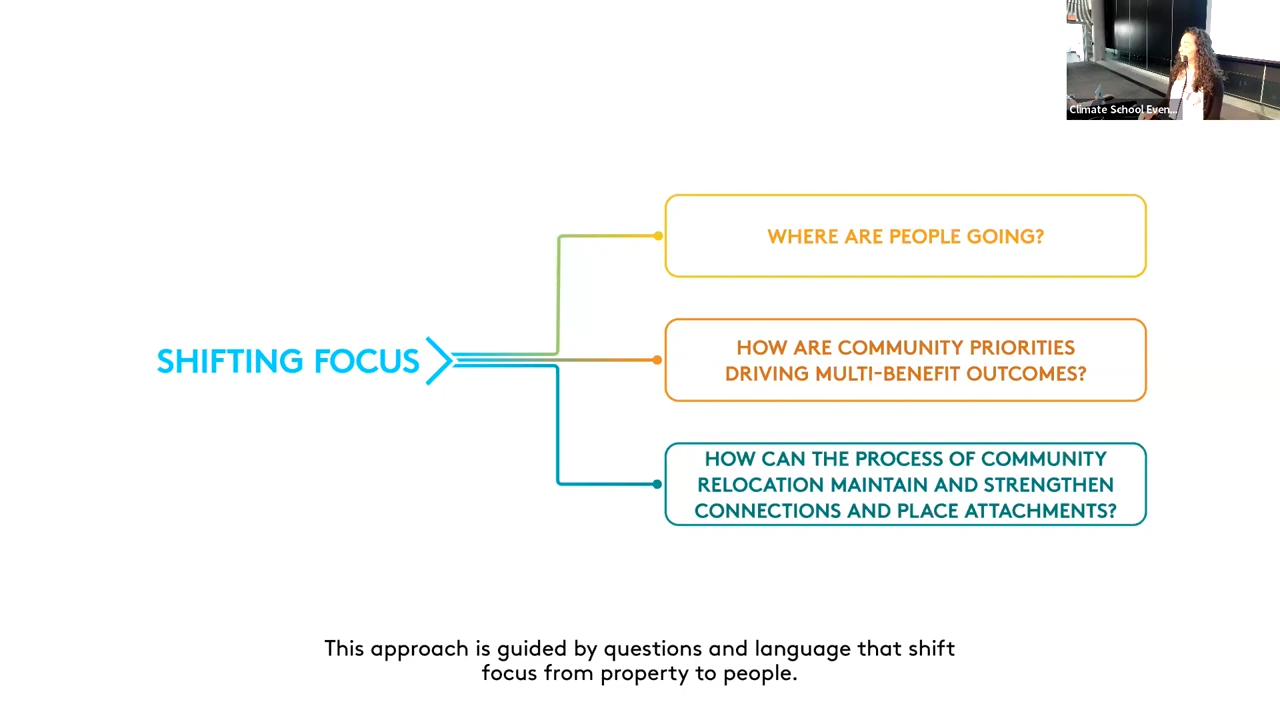 Climate School Even...
SHIFTING FOCUS
WHERE ARE PEOPLE GOING?
HOW ARE COMMUNITY PRIORITIES
DRIVING MULTI-BENEFIT OUTCOMES?
HOW CAN THE PROCESS OF COMMUNITY
RELOCATION MAINTAIN AND STRENGTHEN
CONNECTIONS AND PLACE ATTACHMENTS?
This approach is guided by questions and language that shift
focus from property to people.